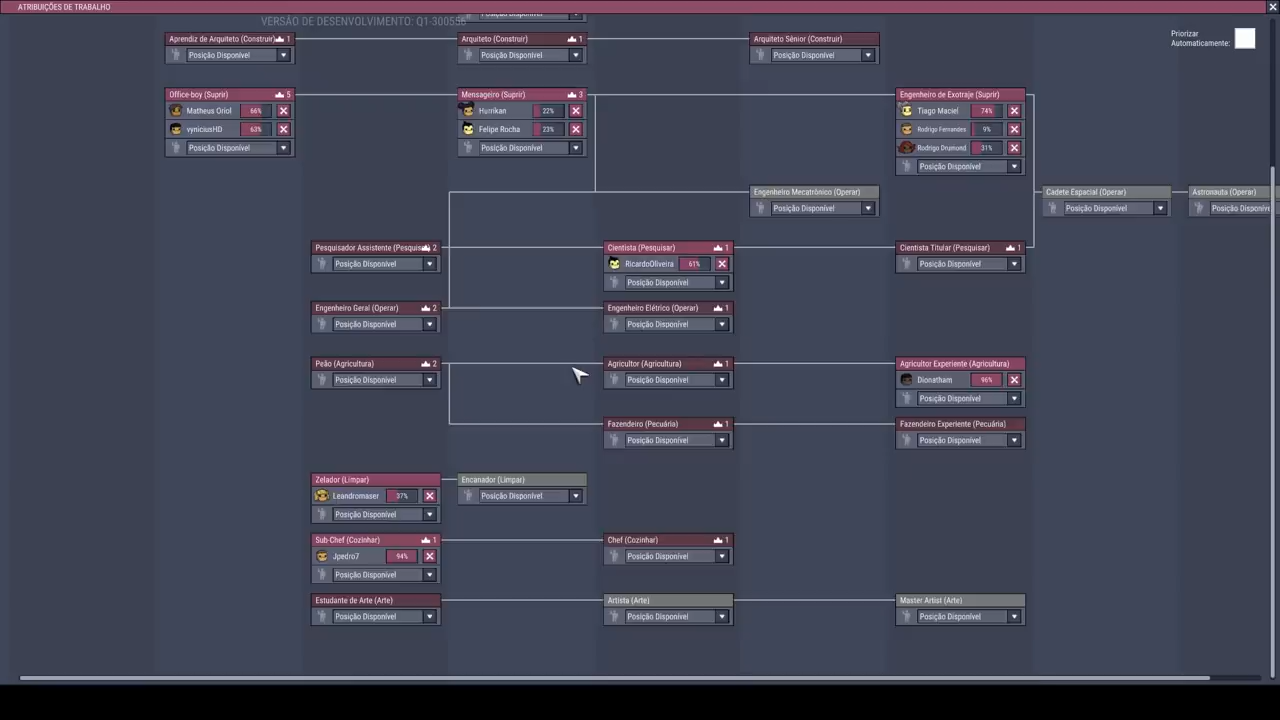 ATRIBUIÇÕES DE TRABALHO
VERSÃO DE DESENVOLVIMENTO: Q1-300556
Priorizar
Automaticamente:
Aprendiz de Arquiteto (Construir) 1
Posição Disponível
Arquiteto (Construir) 1
Posição Disponível
Arquiteto Sênior (Construir)
Posição Disponível
Office-boy (Suprir) 5
Matheus Oriol 66%
vyniciusHD 63%
Posição Disponível
Mensageiro (Suprir) 3
Hurrikan 22%
Felipe Rocha 23%
Posição Disponível
Engenheiro de Exotraje (Suprir)
Tiago Maciel 74%
Rodrigo Fernandes 9%
Rodrigo Drumond 31%
Posição Disponível
Engenheiro Mecatrônico (Operar)
Posição Disponível
Cadete Espacial (Operar)
Posição Disponível
Astronauta (Operar)
Posição Disponíve
Pesquisador Assistente (Pesquis 2
Posição Disponível
Cientista (Pesquisar) 1
RicardoOliveira 61%
Posição Disponível
Cientista Titular (Pesquisar) 1
Posição Disponível
Engenheiro Geral (Operar) 2
Posição Disponível
Engenheiro Elétrico (Operar) 1
Posição Disponível
Peão (Agricultura) 2
Posição Disponível
Agricultor (Agricultura) 1
Posição Disponível
Agricultor Experiente (Agricultura)
Dionatham 96%
Posição Disponível
Fazendeiro (Pecuária) 1
Posição Disponível
Fazendeiro Experiente (Pecuária)
Posição Disponível
Zelador (Limpar)
Leandromaser 37%
Posição Disponível
Encanador (Limpar)
Posição Disponível
Sub-Chef (Cozinhar) 1
Jpedro7 94%
Posição Disponível
Chef (Cozinhar) 1
Posição Disponível
Estudante de Arte (Arte)
Posição Disponível
Artista (Arte)
Posição Disponível
Master Artist (Arte)
Posição Disponível